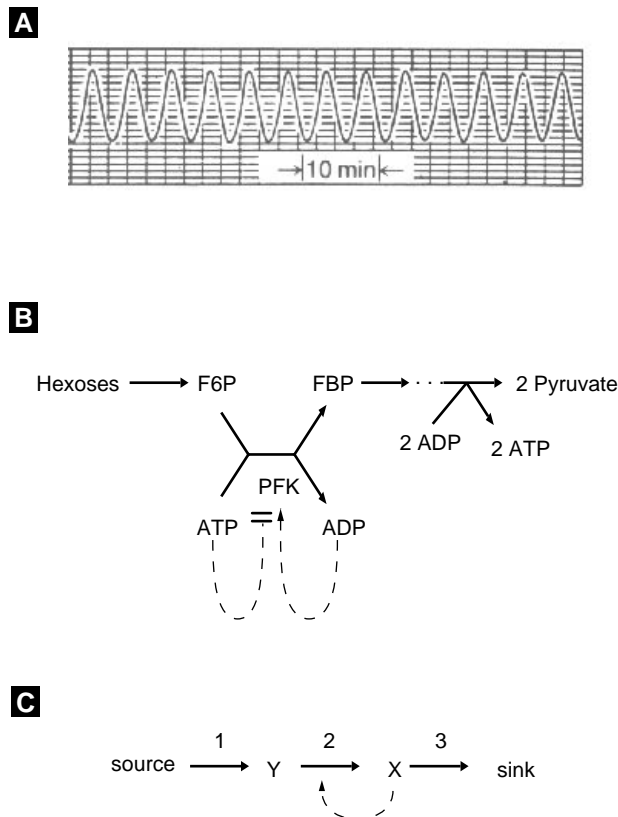 A
10 min
B
Hexoses F6P FBP · · 2 Pyruvate
2 ADP 2 ATP
PFK
ATP ADP
C
1 2 3
source Y X sink